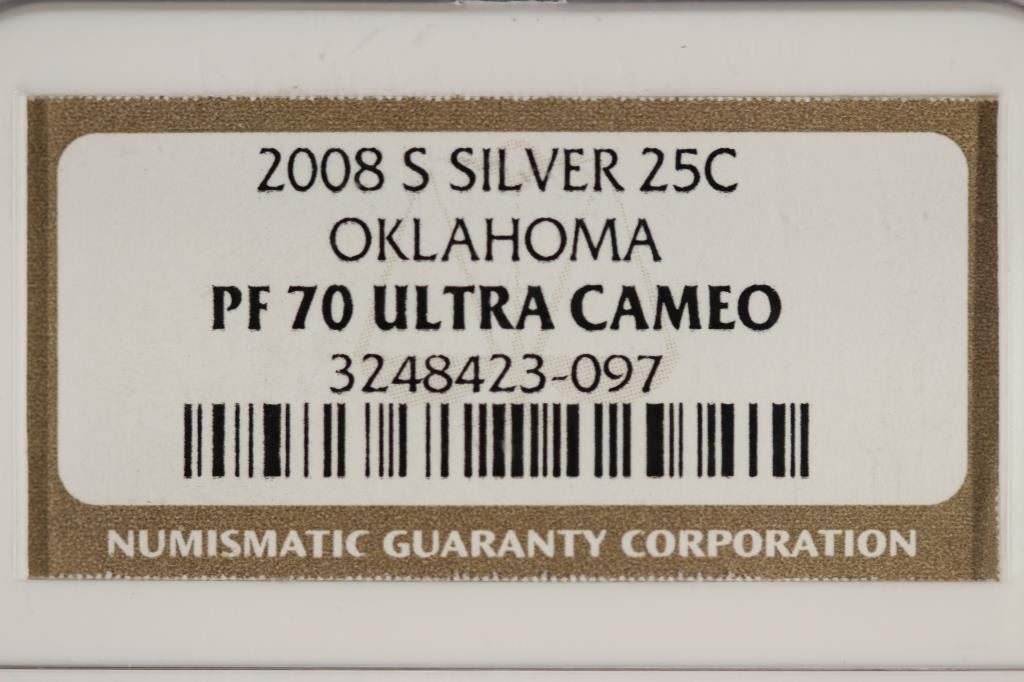 2008 S SILVER 25C
OKLAHOMA
PF 70 ULTRA CAMEO
3248423-097
NUMISMATIC GUARANTY CORPORATION